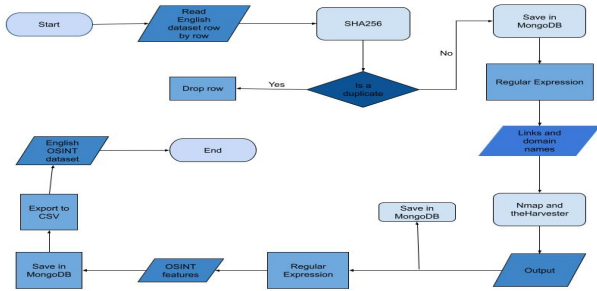 Start
Read
English
dataset row
by row
SHA256
Save in
MongoDB
No
Is a
duplicate
Yes
Drop row
Regular Expression
Links and
domain
names
Nmap and
theHarvester
Output
Save in
MongoDB
Regular
Expression
OSINT
features
Save in
MongoDB
Export to
CSV
English
OSINT
dataset
End